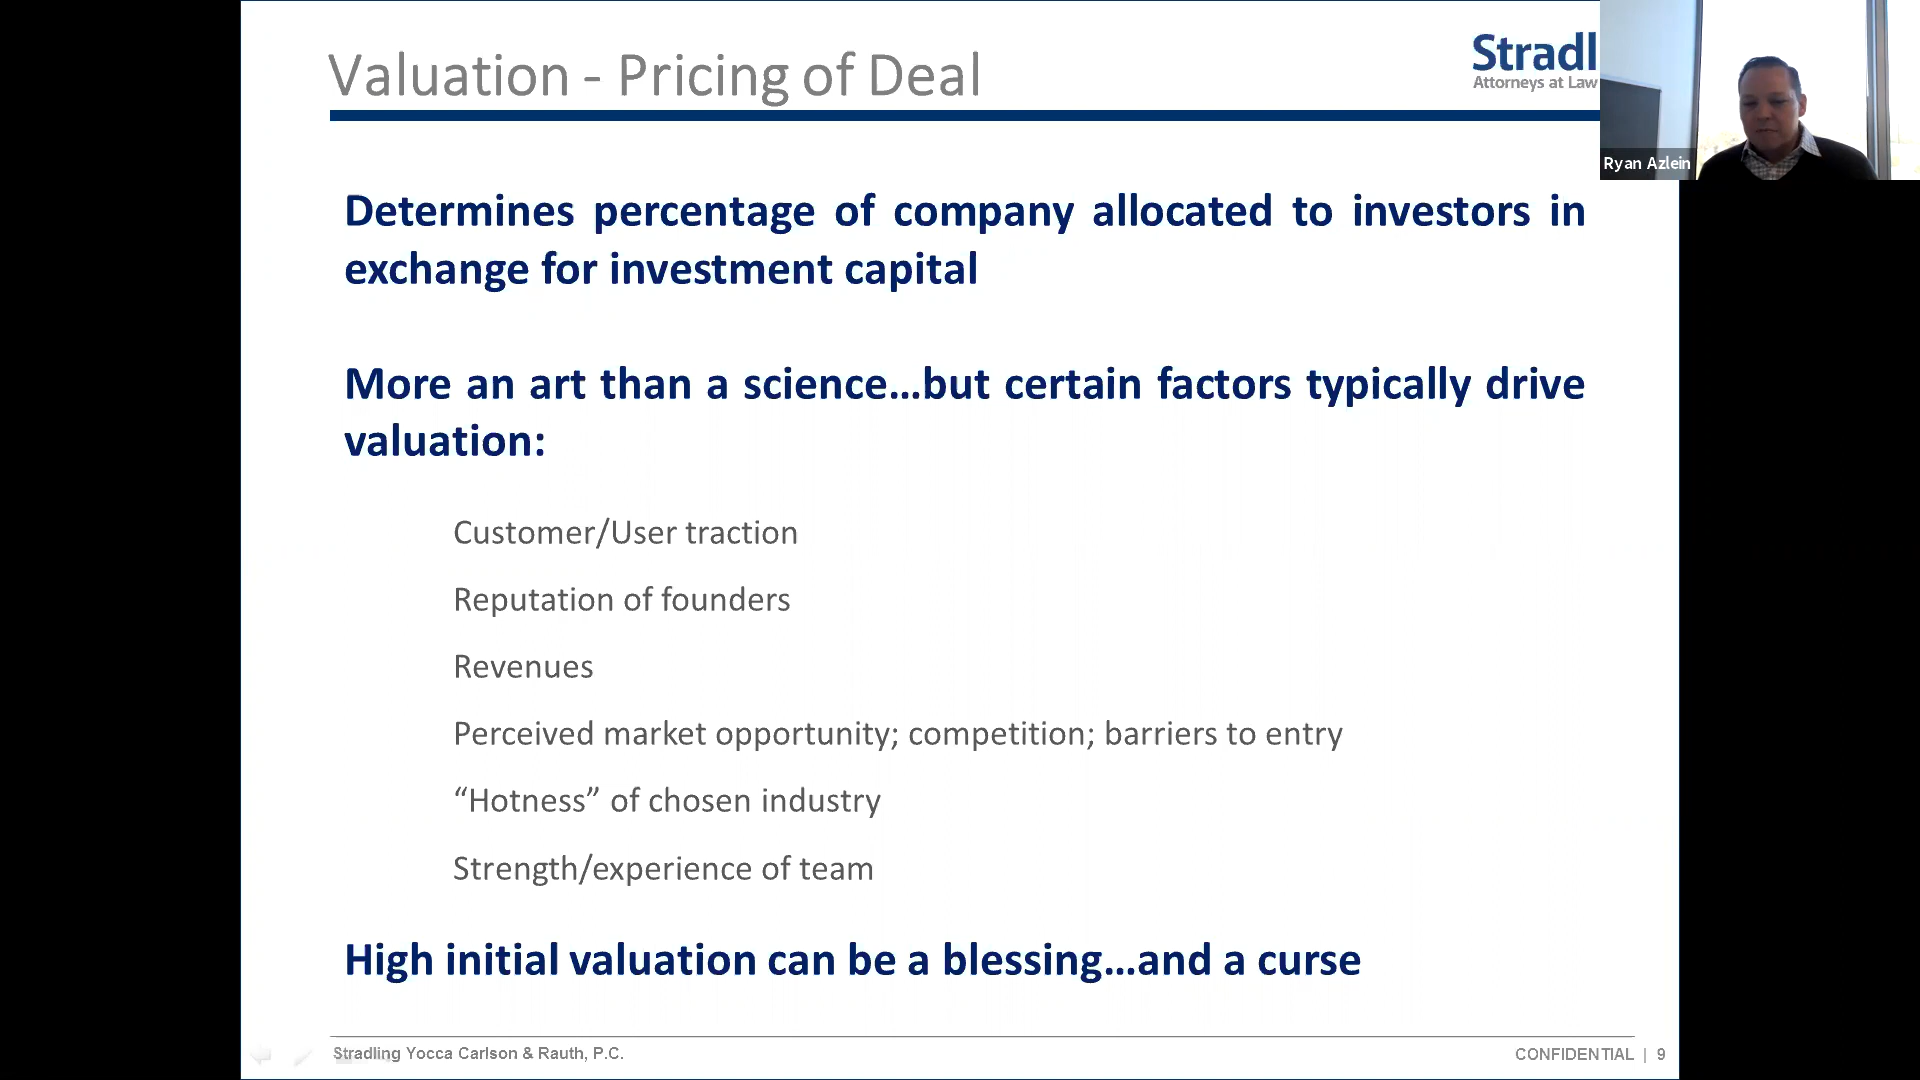 Valuation - Pricing of Deal
Stradl
Attorneys at Law
Ryan Azlein
Determines percentage of company allocated to investors in
exchange for investment capital
More an art than a science…but certain factors typically drive
valuation:
Customer/User traction
Reputation of founders
Revenues
Perceived market opportunity; competition; barriers to entry
“Hotness” of chosen industry
Strength/experience of team
High initial valuation can be a blessing…and a curse
Stradling Yocca Carlson & Rauth, P.C.
CONFIDENTIAL | 9